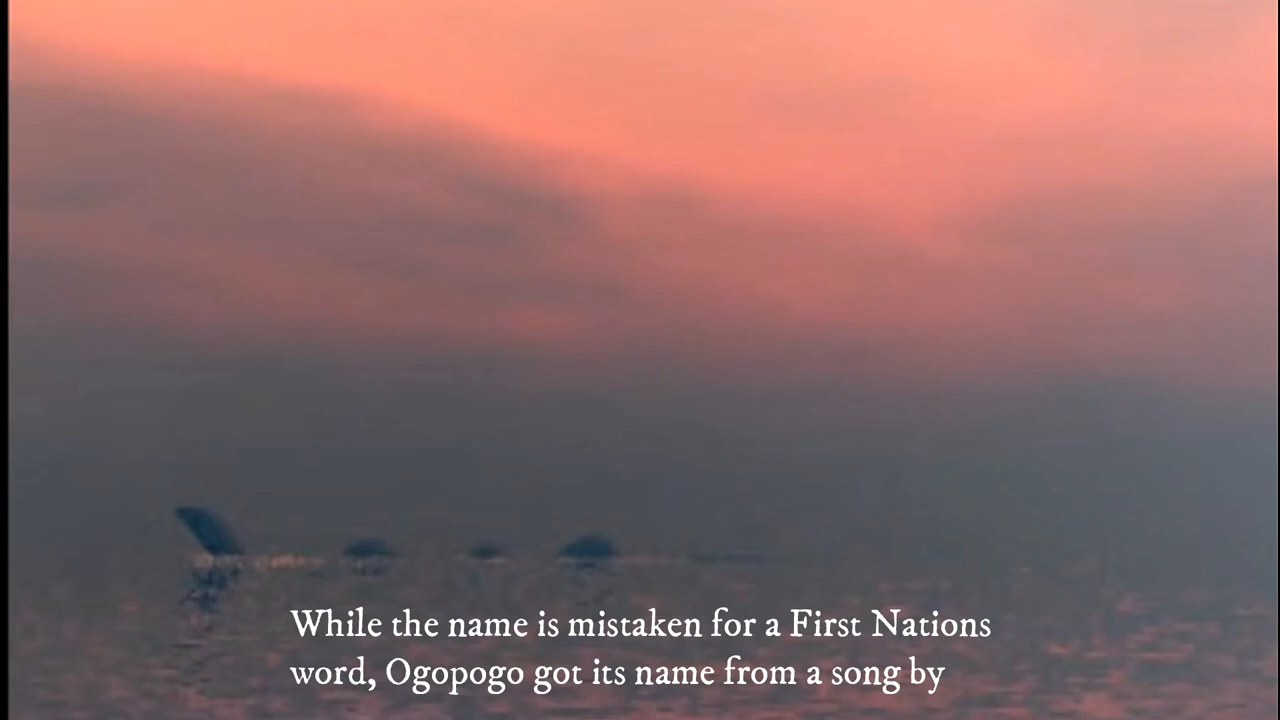 While the name is mistaken for a First Nations
word, Ogopogo got its name from a song by